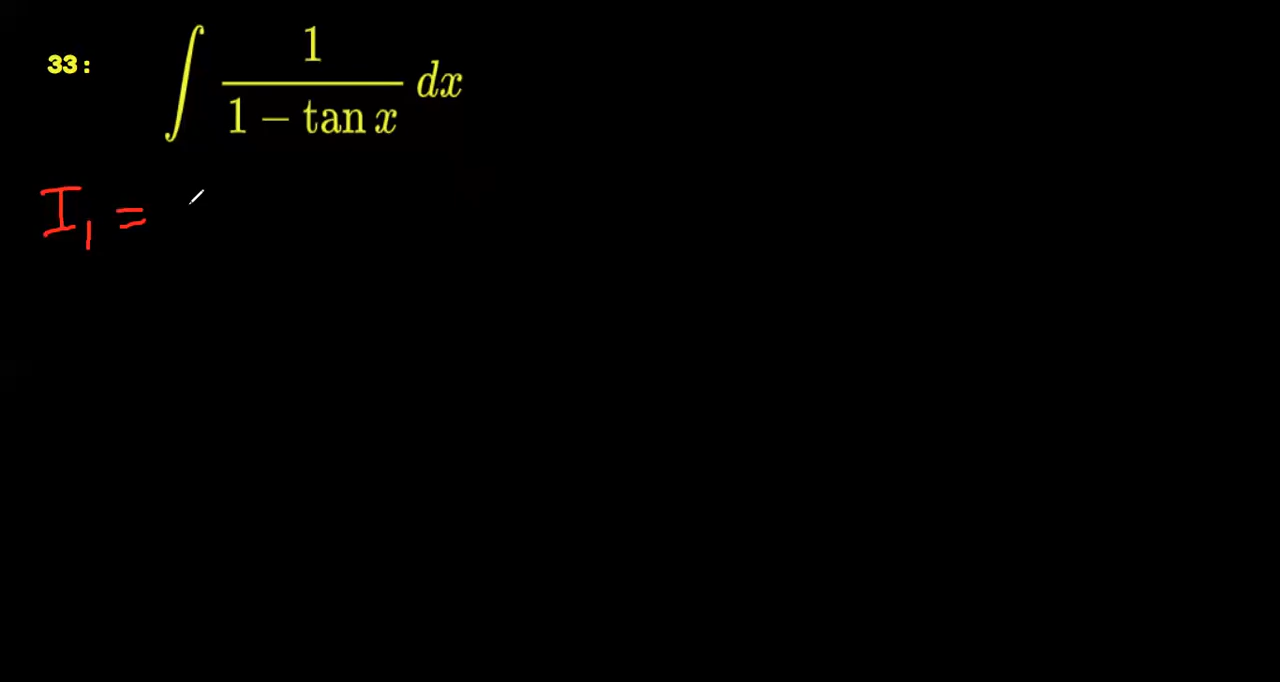 33: ∫ 1/(1 − tan x) dx
I₁ =